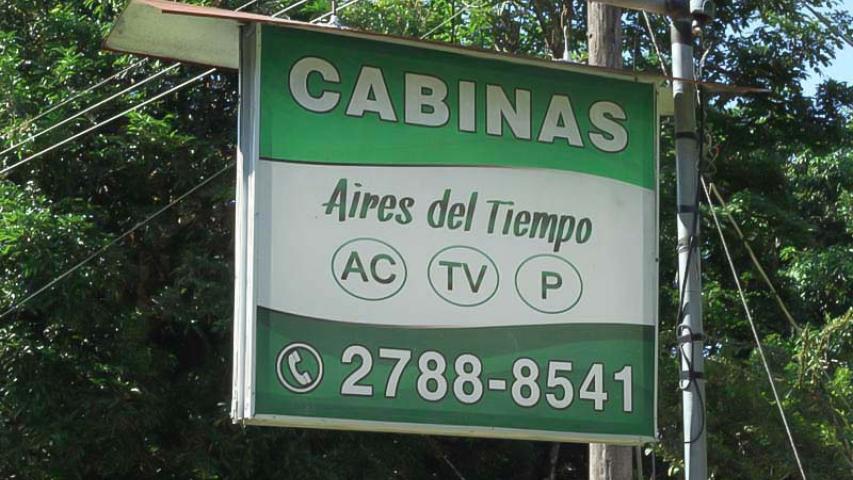 CABINAS
Aires del Tiempo
AC TV P
2788-8541